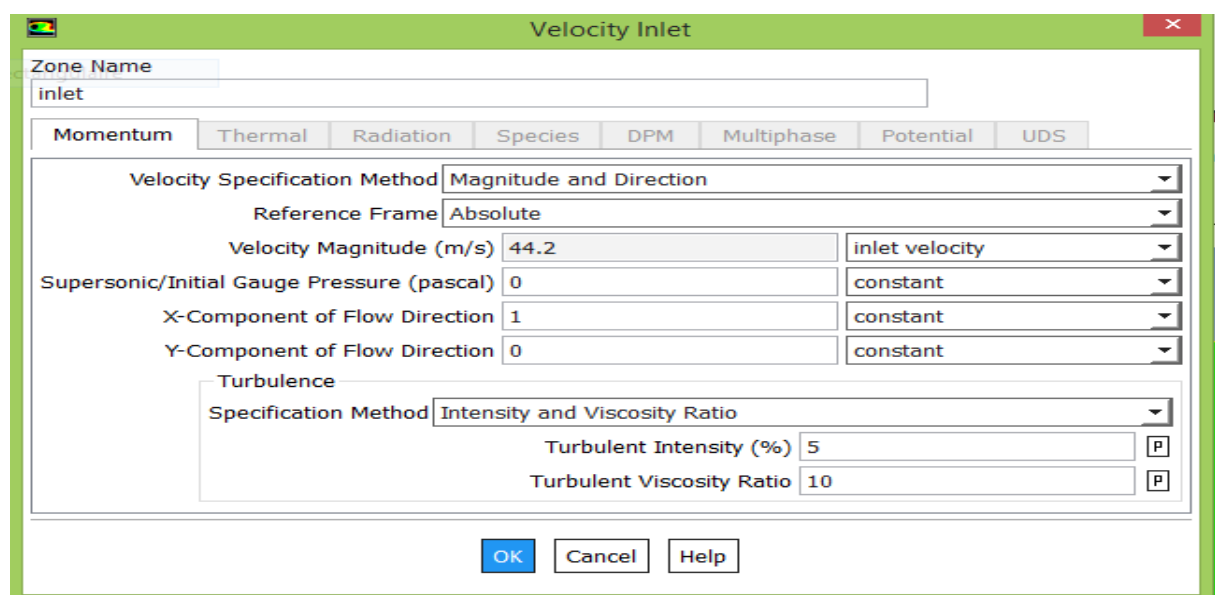 Velocity Inlet
Zone Name
inlet
Momentum Thermal Radiation Species DPM Multiphase Potential UDS
Velocity Specification Method Magnitude and Direction
Reference Frame Absolute
Velocity Magnitude (m/s) 44.2 inlet velocity
Supersonic/Initial Gauge Pressure (pascal) 0 constant
X-Component of Flow Direction 1 constant
Y-Component of Flow Direction 0 constant
Turbulence
Specification Method Intensity and Viscosity Ratio
Turbulent Intensity (%) 5 P
Turbulent Viscosity Ratio 10 P
OK Cancel Help